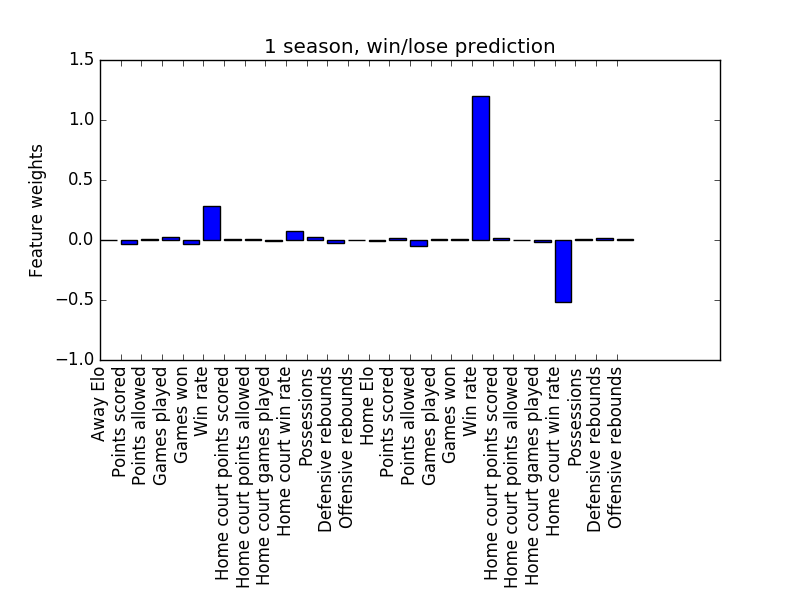 1 season, win/lose prediction
Feature weights
1.5
1.0
0.5
0.0
−0.5
−1.0
Away Elo
Points scored
Points allowed
Games played
Games won
Win rate
Home court points scored
Home court points allowed
Home court games played
Home court win rate
Possessions
Defensive rebounds
Offensive rebounds
Home Elo
Points scored
Points allowed
Games played
Games won
Win rate
Home court points scored
Home court points allowed
Home court games played
Home court win rate
Possessions
Defensive rebounds
Offensive rebounds